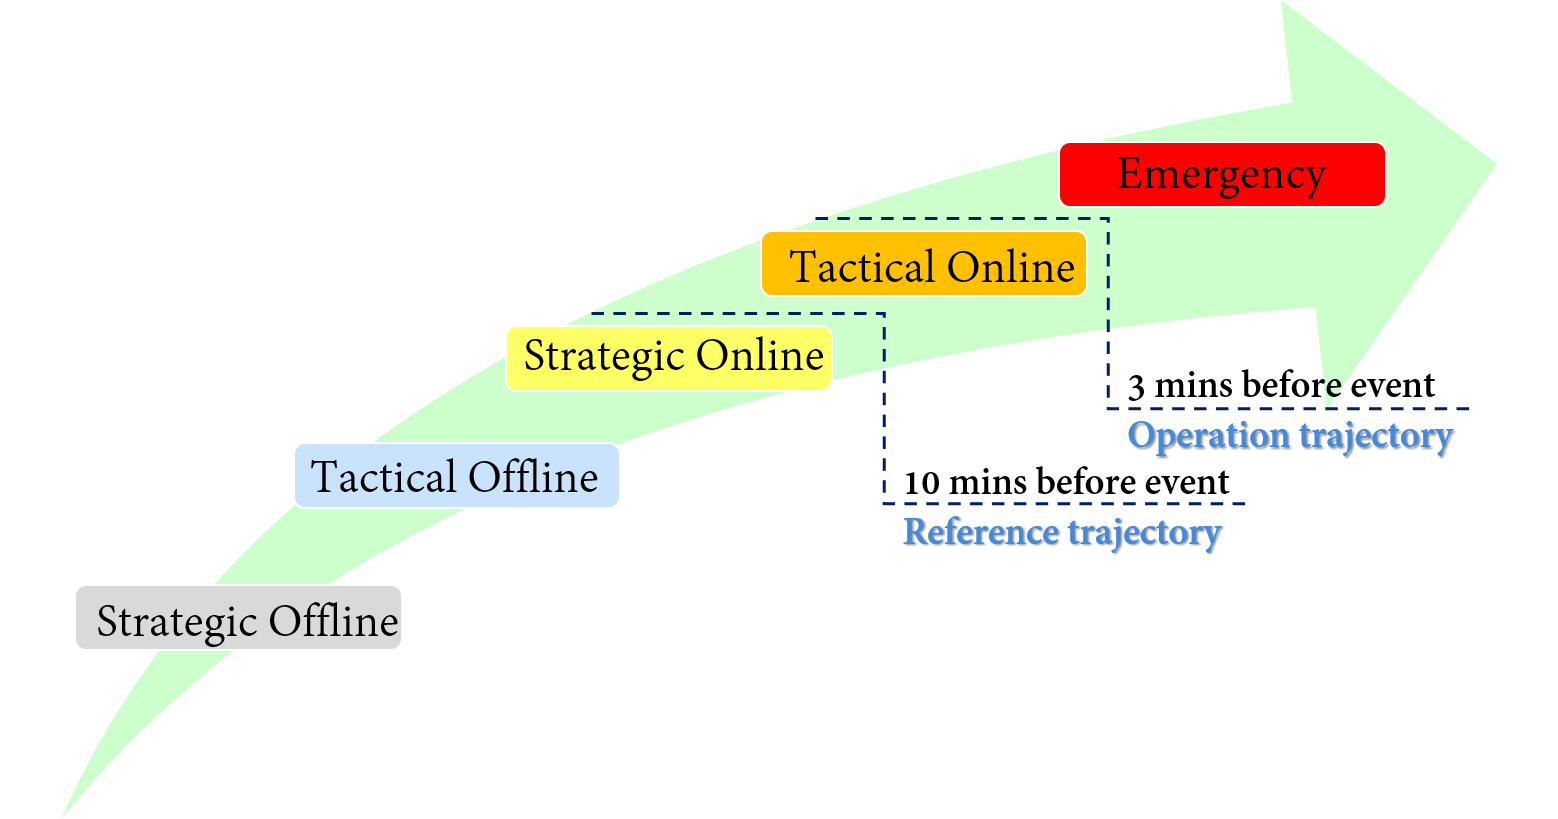 Emergency
Tactical Online
Strategic Online
3 mins before event
Operation trajectory
Tactical Offline
10 mins before event
Reference trajectory
Strategic Offline